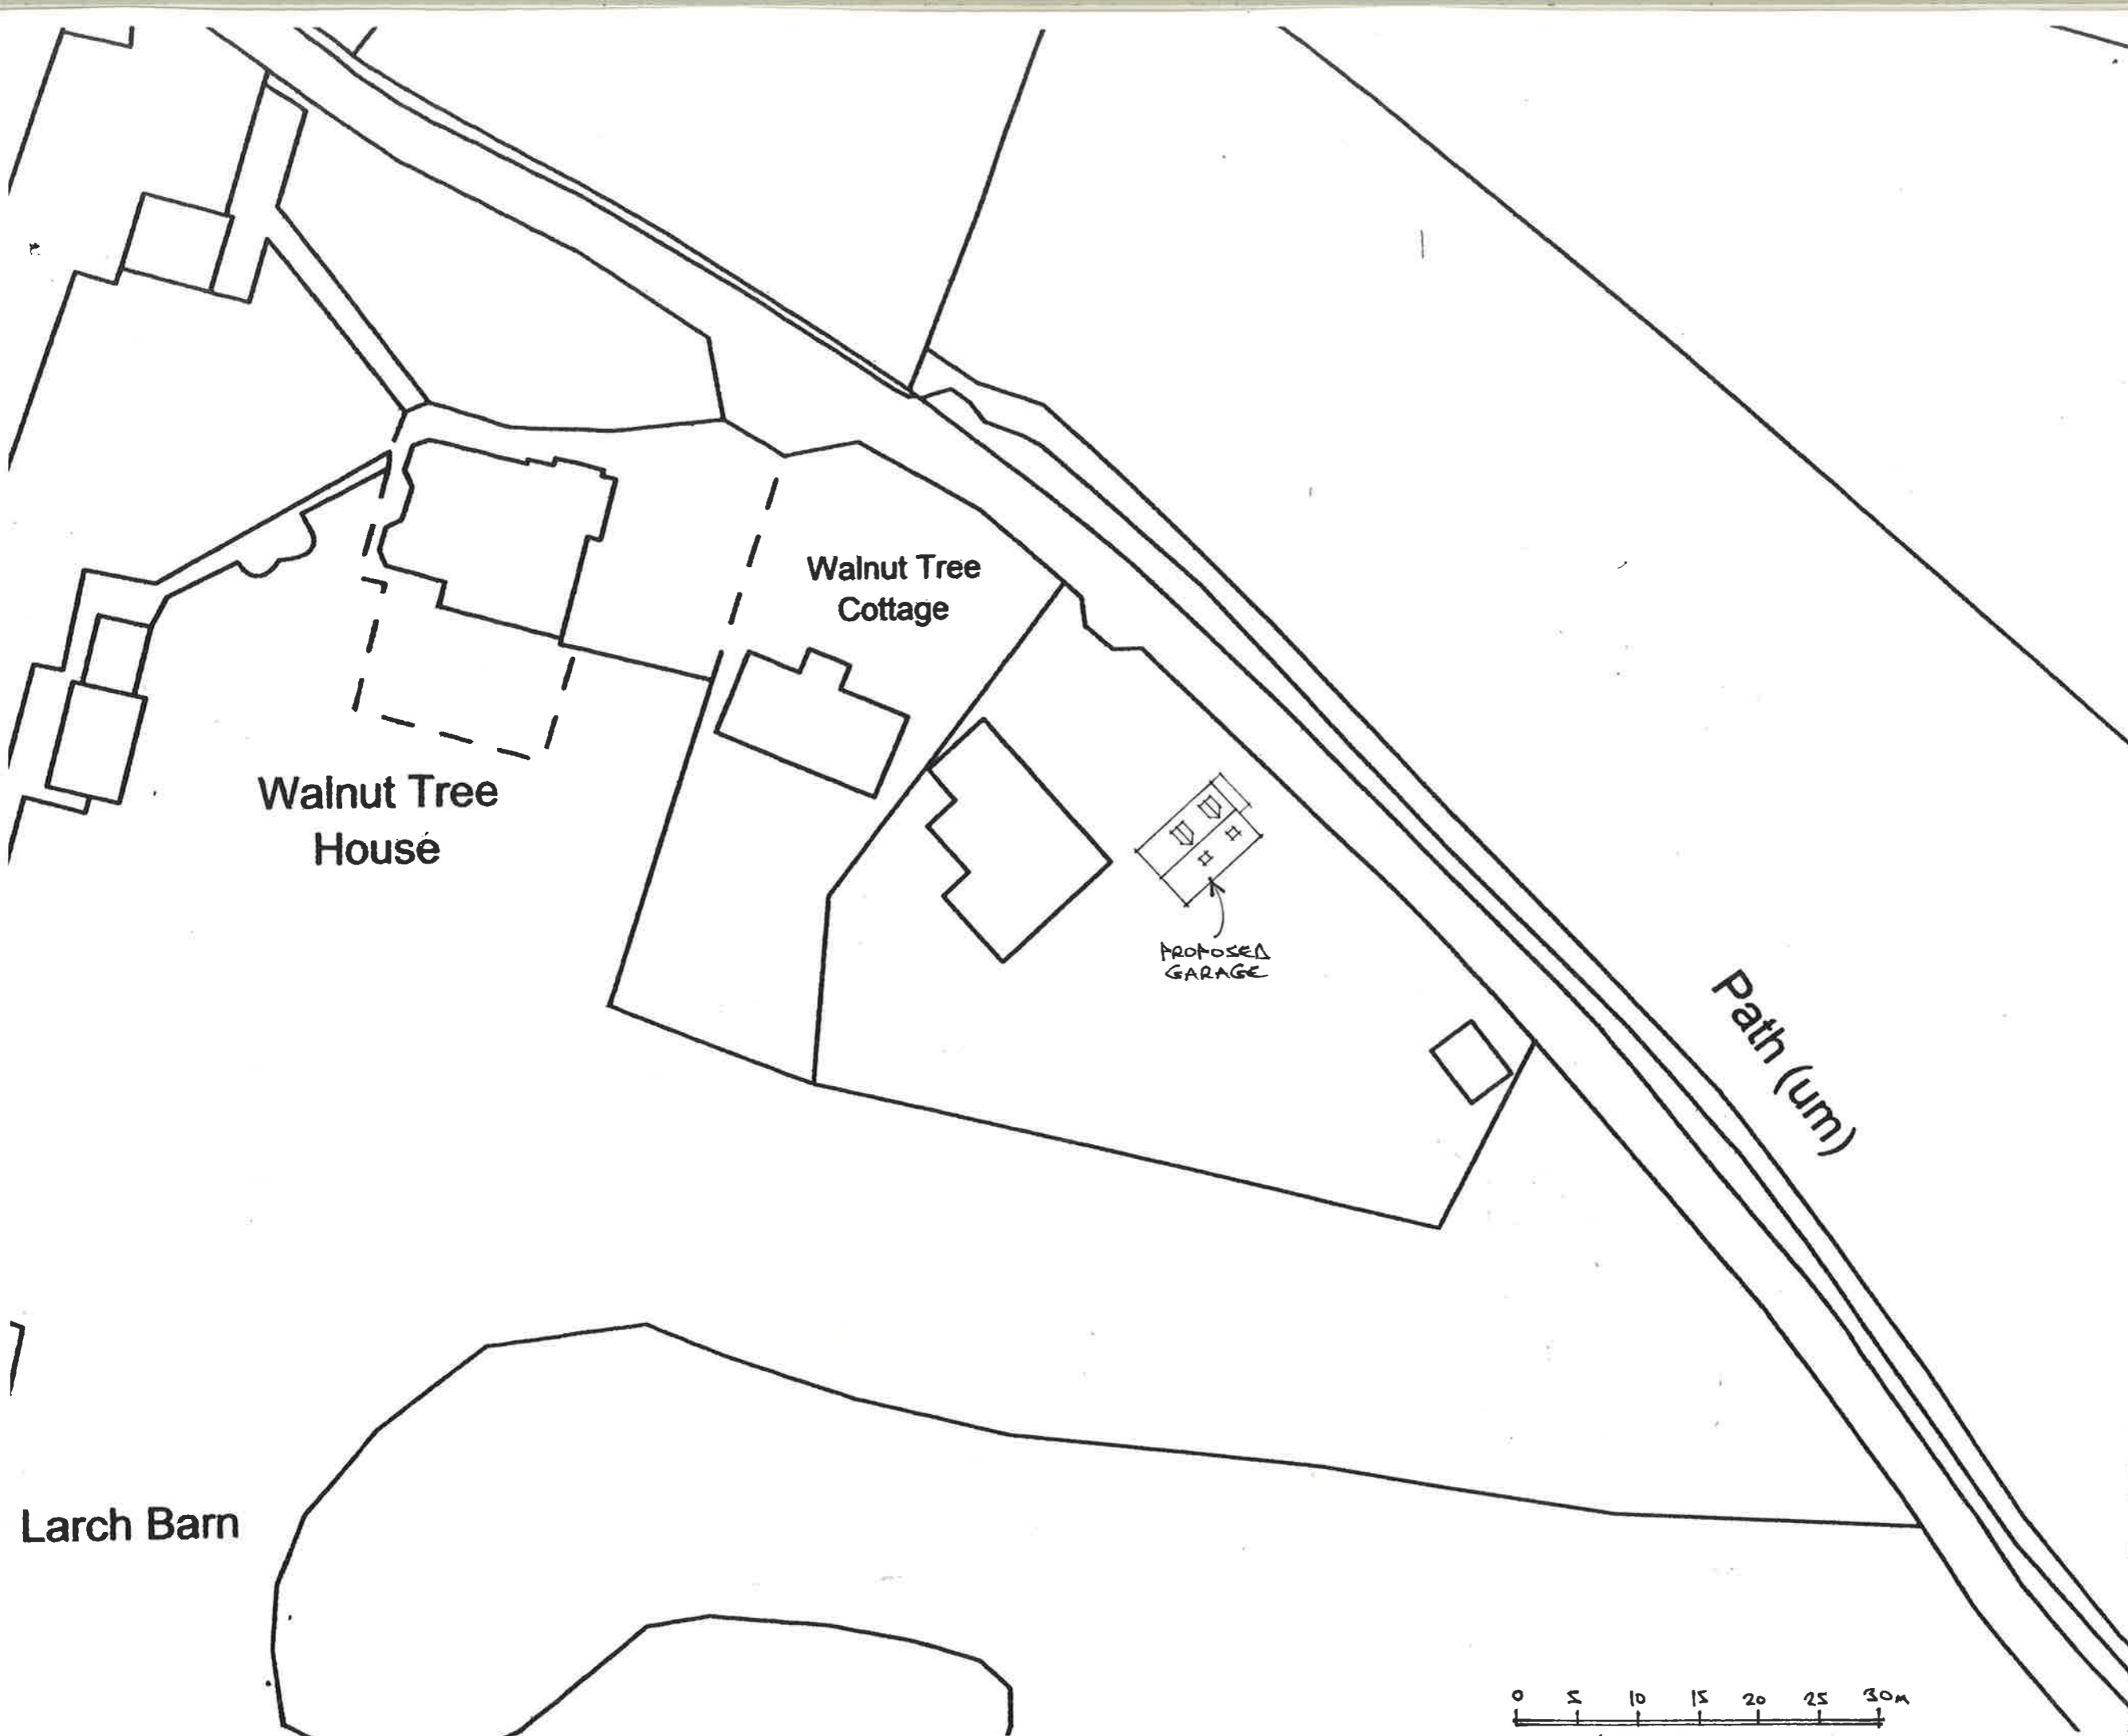 Walnut Tree
Cottage
Walnut Tree
House
PROPOSED
GARAGE
Path (um)
Larch Barn
0 5 10 15 20 25 30M